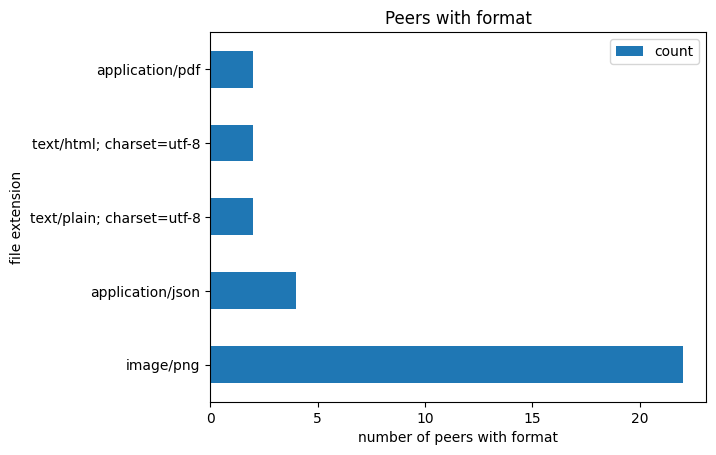 Peers with format
count
application/pdf
text/html; charset=utf-8
text/plain; charset=utf-8
application/json
image/png
file extension
0 5 10 15 20
number of peers with format